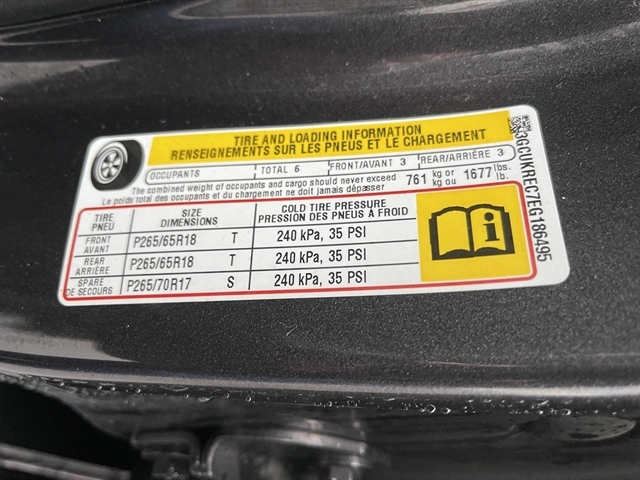 TIRE AND LOADING INFORMATION
RENSEIGNEMENTS SUR LES PNEUS ET LE CHARGEMENT
OCCUPANTS TOTAL 6 FRONT/AVANT 3 REAR/ARRIÈRE 3
The combined weight of occupants and cargo should never exceed 761 kg or 1677 lbs.
Le poids total des occupants et du chargement ne doit jamais dépasser kg ou lb.
TIRE PNEU SIZE DIMENSIONS COLD TIRE PRESSURE PRESSION DES PNEUS À FROID
FRONT AVANT P265/65R18 T 240 kPa, 35 PSI
REAR ARRIÈRE P265/65R18 T 240 kPa, 35 PSI
SPARE DE SECOURS P265/70R17 S 240 kPa, 35 PSI
3GCUKREC7EG186495